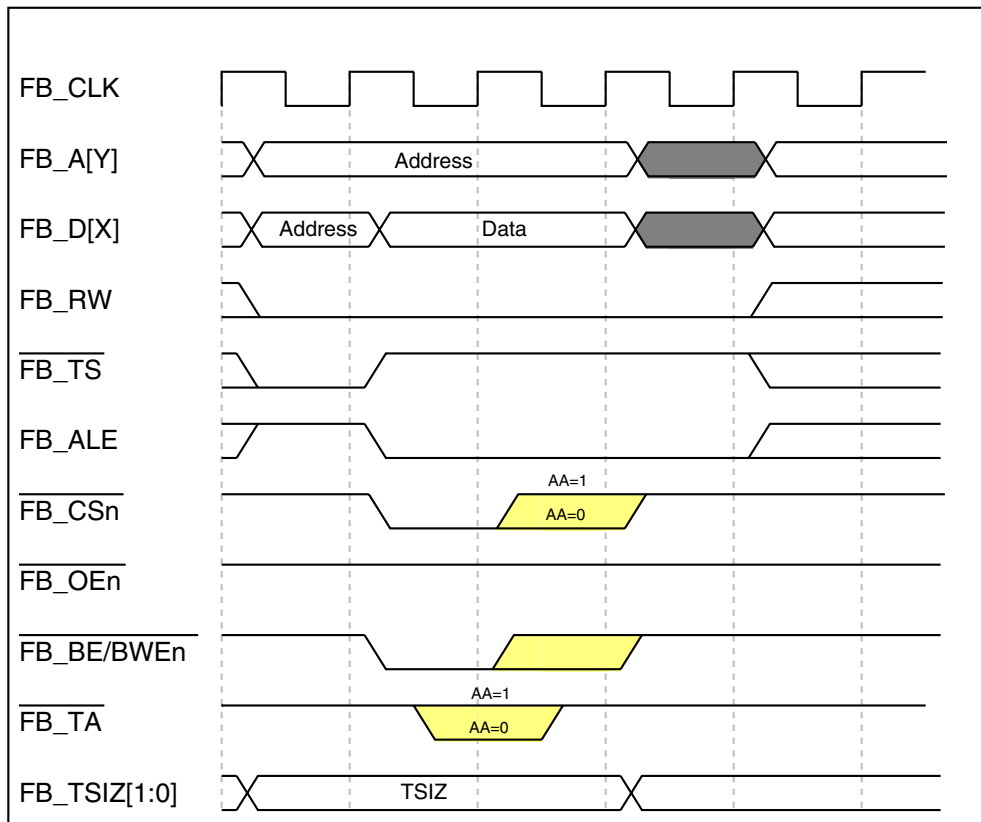 FB_CLK
FB_A[Y]
Address
FB_D[X]
Address
Data
FB_RW
FB_TS
FB_ALE
AA=1
FB_CSn
AA=0
FB_OEn
FB_BE/BWEn
AA=1
FB_TA
AA=0
FB_TSIZ[1:0]
TSIZ